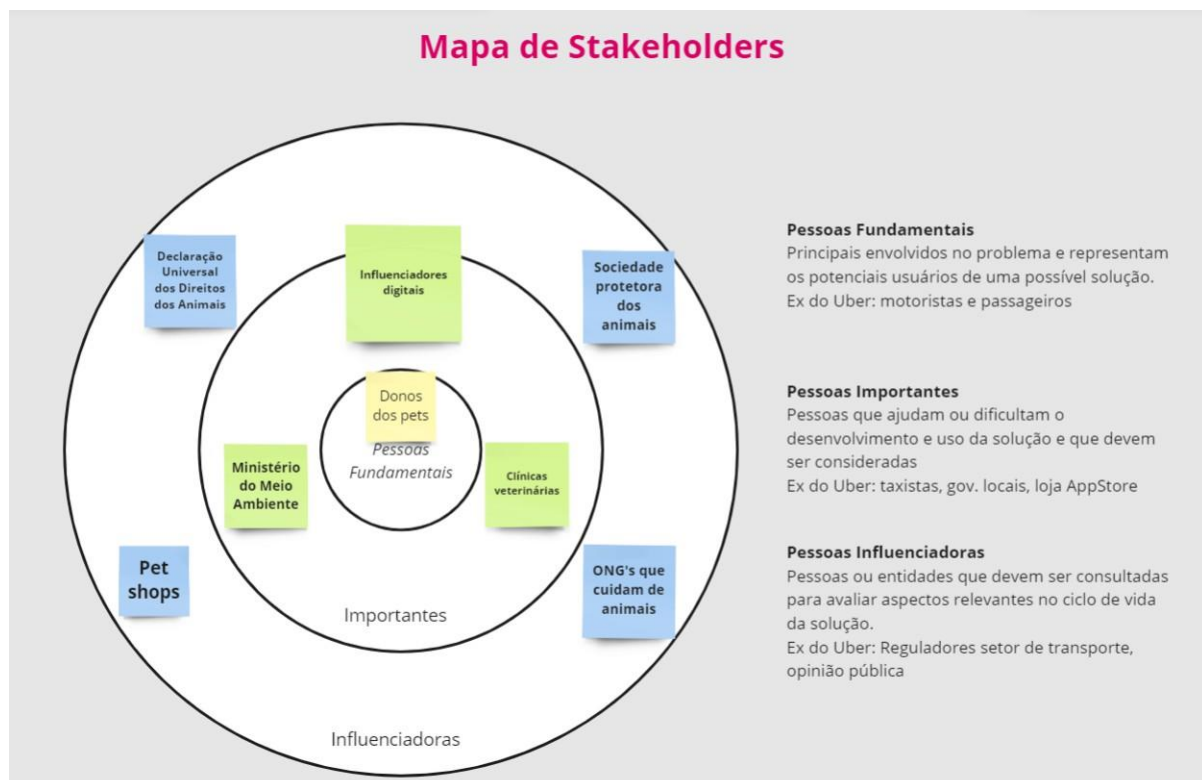 Mapa de Stakeholders
Declaração
Universal
dos Direitos
dos Animais
Influenciadores
digitais
Sociedade
protetora
dos
animais
Donos
dos pets
Pessoas
Fundamentais
Ministério
do Meio
Ambiente
Clínicas
veterinárias
Pet
shops
ONG's que
cuidam de
animais
Importantes
Influenciadoras
Pessoas Fundamentais
Principais envolvidos no problema e representam
os potenciais usuários de uma possível solução.
Ex do Uber: motoristas e passageiros
Pessoas Importantes
Pessoas que ajudam ou dificultam o
desenvolvimento e uso da solução e que devem
ser consideradas
Ex do Uber: taxistas, gov. locais, loja AppStore
Pessoas Influenciadoras
Pessoas ou entidades que devem ser consultadas
para avaliar aspectos relevantes no ciclo de vida
da solução.
Ex do Uber: Reguladores setor de transporte,
opinião pública